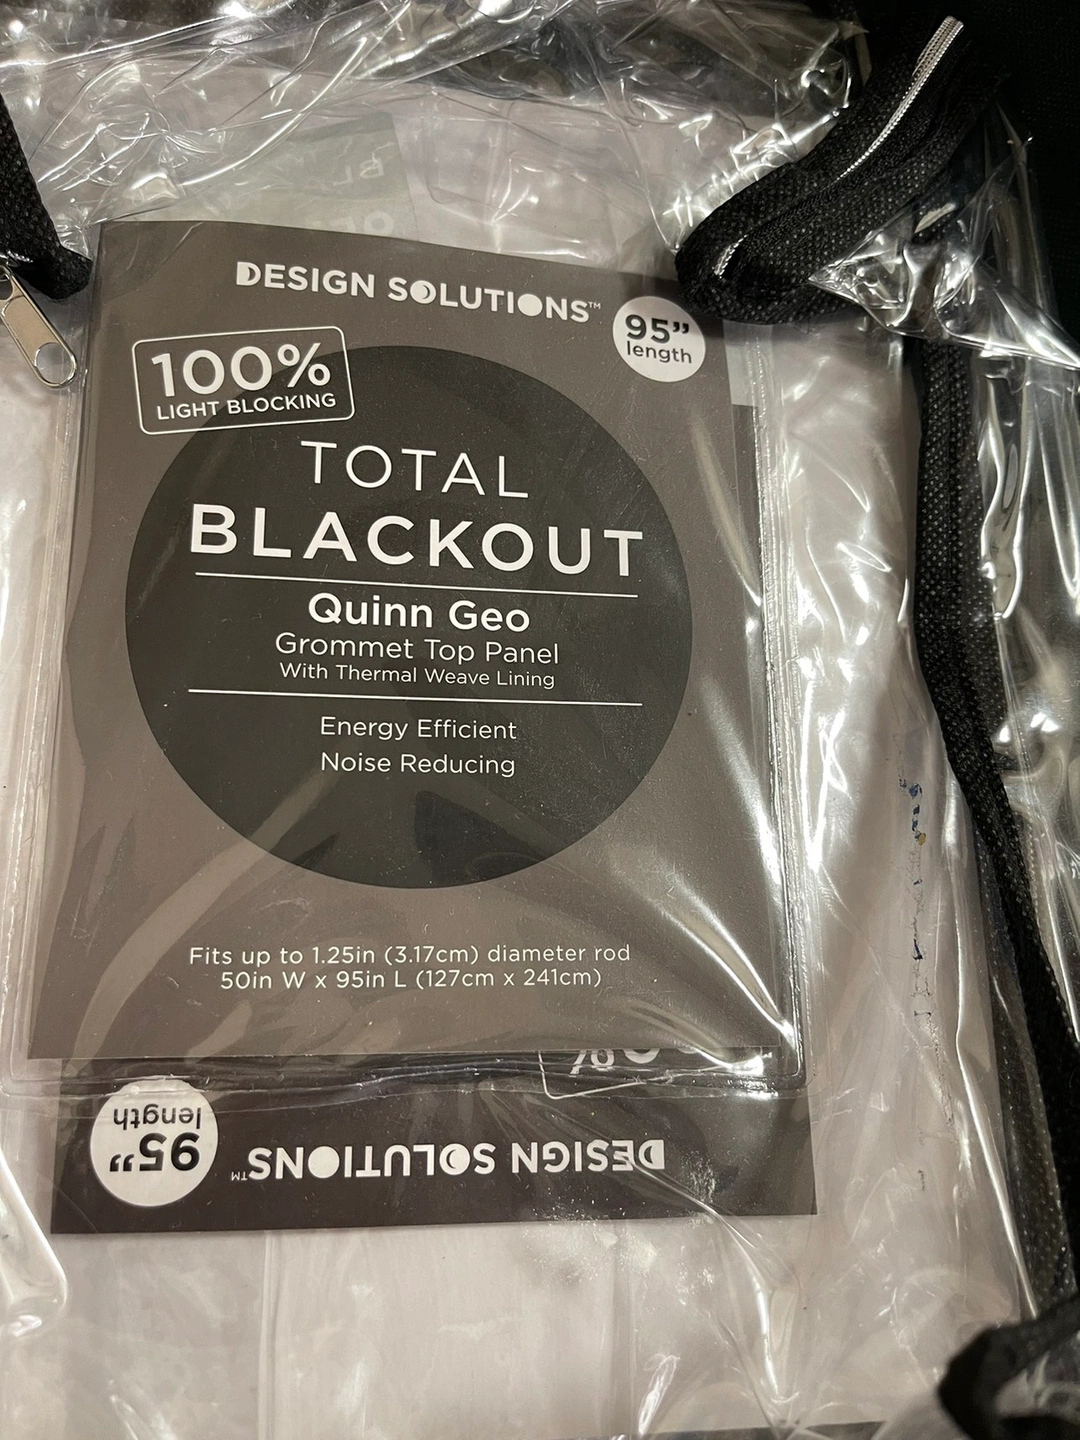 DESIGN SOLUTIONS™
95”
length
100%
LIGHT BLOCKING
TOTAL
BLACKOUT
Quinn Geo
Grommet Top Panel
With Thermal Weave Lining
Energy Efficient
Noise Reducing
Fits up to 1.25in (3.17cm) diameter rod
50in W x 95in L (127cm x 241cm)
95”
length
DESIGN SOLUTIONS™